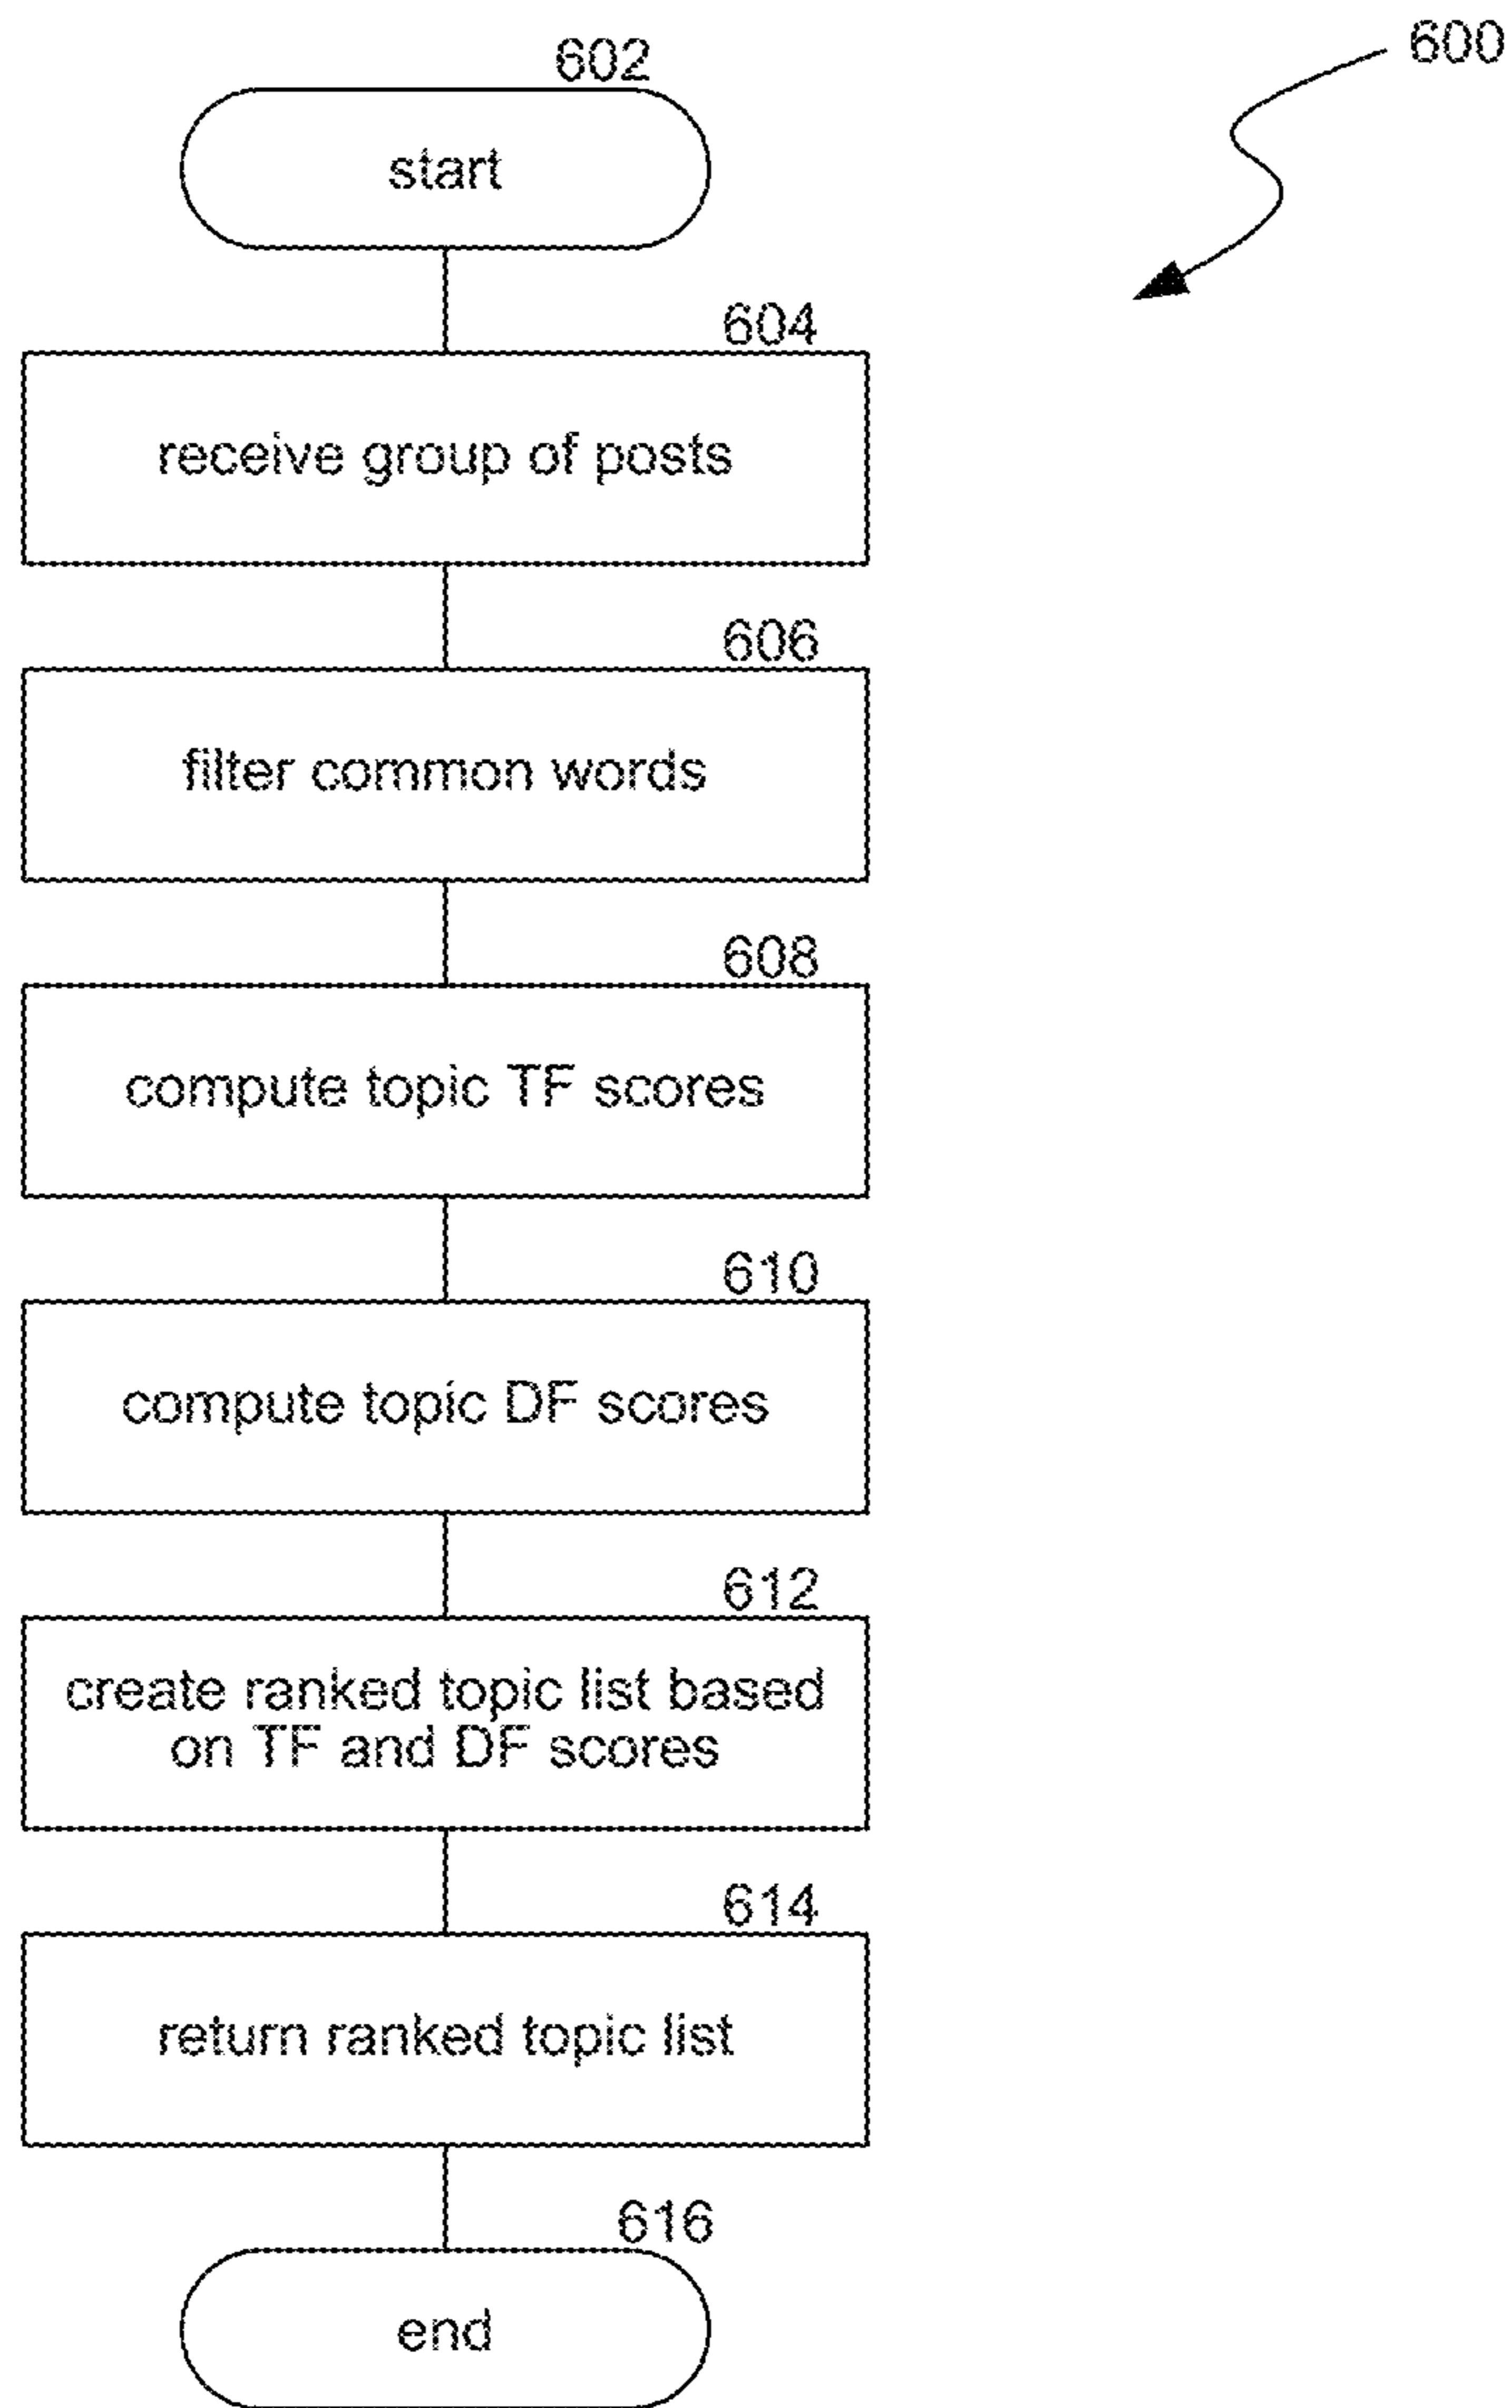 600
602
start
604
receive group of posts
606
filter common words
608
compute topic TF scores
610
compute topic DF scores
612
create ranked topic list based
on TF and DF scores
614
return ranked topic list
616
end